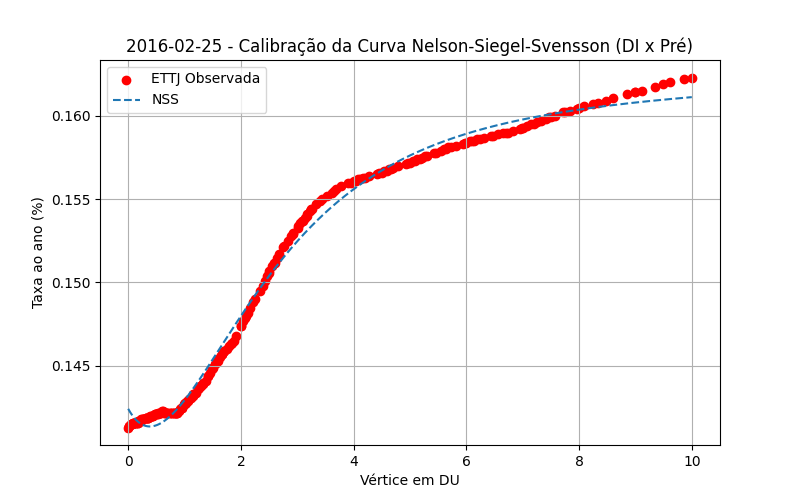 2016-02-25 - Calibração da Curva Nelson-Siegel-Svensson (DI x Pré)
ETTJ Observada
NSS
Taxa ao ano (%)
0.160
0.155
0.150
0.145
0 2 4 6 8 10
Vértice em DU